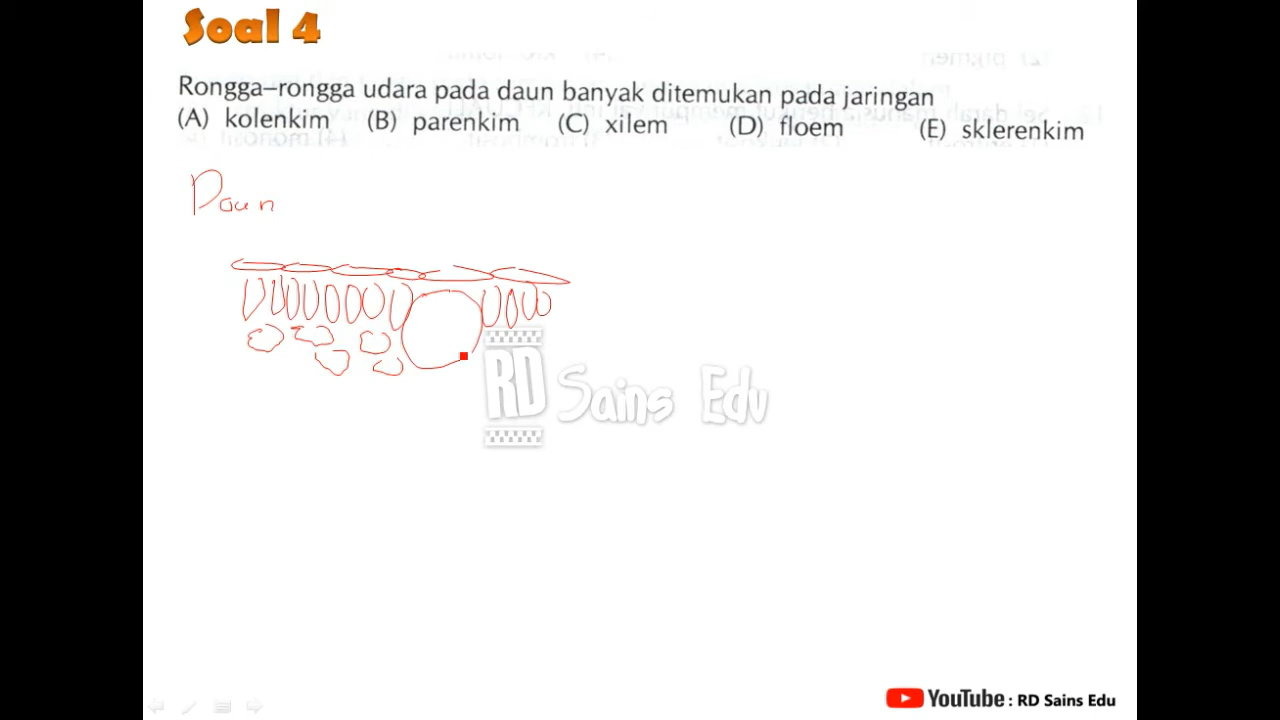 Soal 4
Rongga–rongga udara pada daun banyak ditemukan pada jaringan
(A) kolenkim (B) parenkim (C) xilem (D) floem (E) sklerenkim
Daun
RD Sains Edu
YouTube : RD Sains Edu